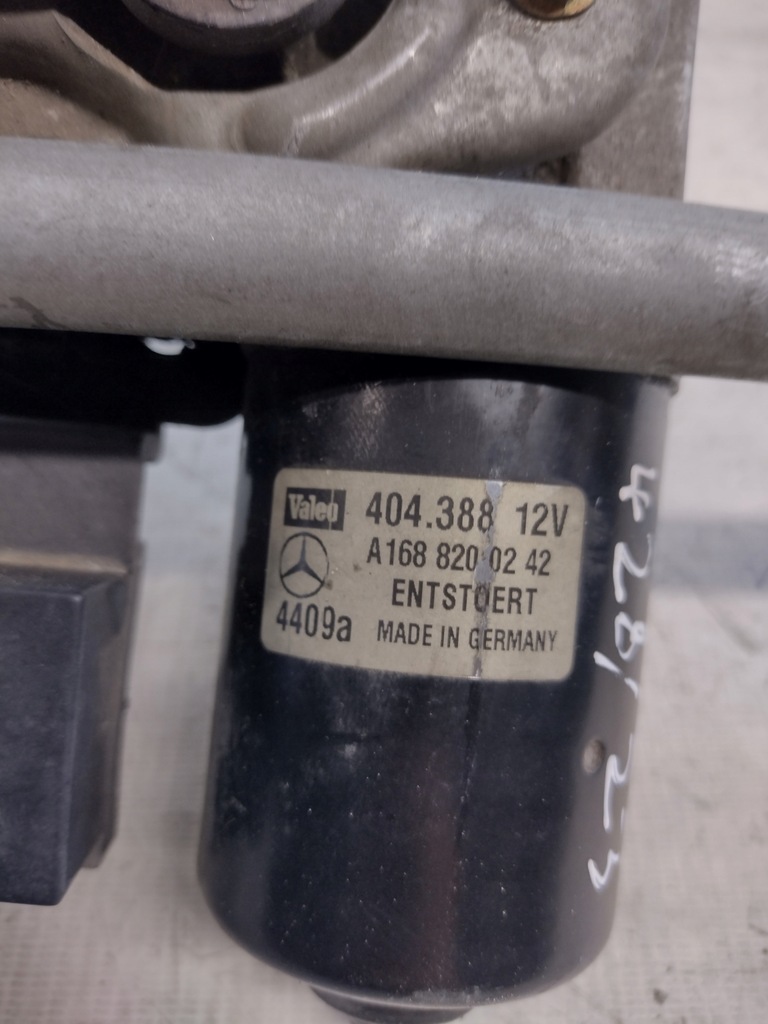 Valeo 404.388 12V
A168 820 02 42
ENTSTOERT
4409a MADE IN GERMANY